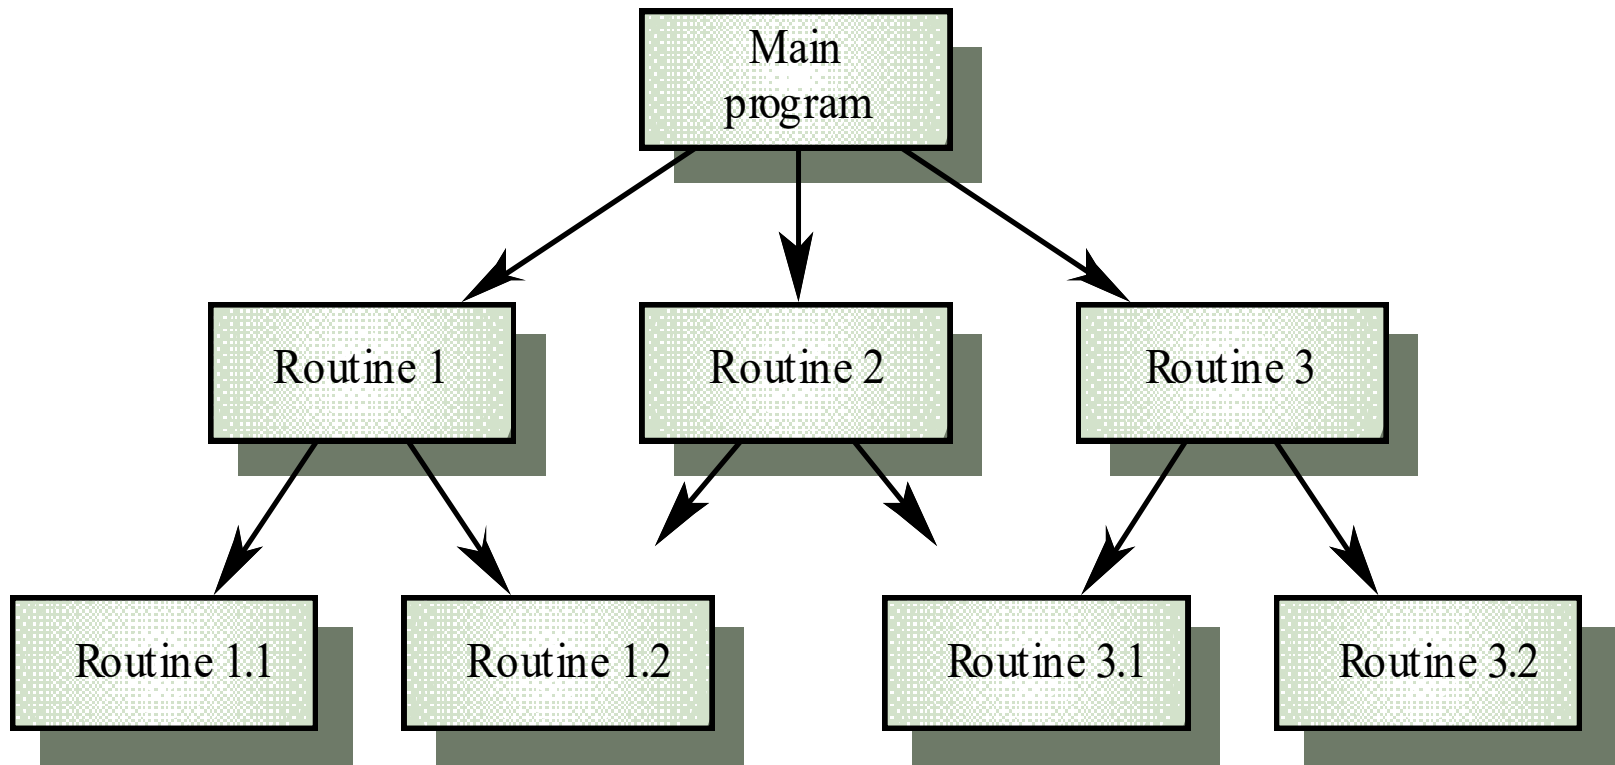 Main
program
Routine 1
Routine 2
Routine 3
Routine 1.1
Routine 1.2
Routine 3.1
Routine 3.2